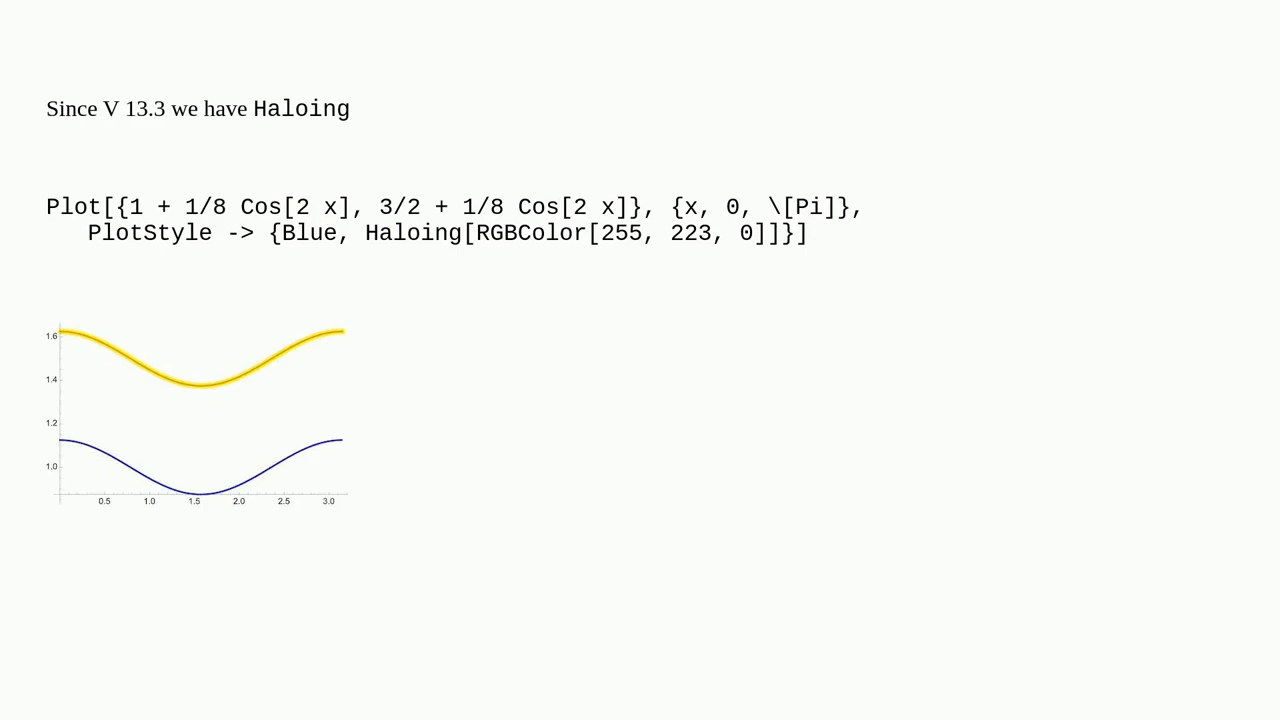 Since V 13.3 we have Haloing
Plot[{1 + 1/8 Cos[2 x], 3/2 + 1/8 Cos[2 x]}, {x, 0, \[Pi]},
PlotStyle -> {Blue, Haloing[RGBColor[255, 223, 0]]}]
1.6
1.4
1.2
1.0
0.5 1.0 1.5 2.0 2.5 3.0